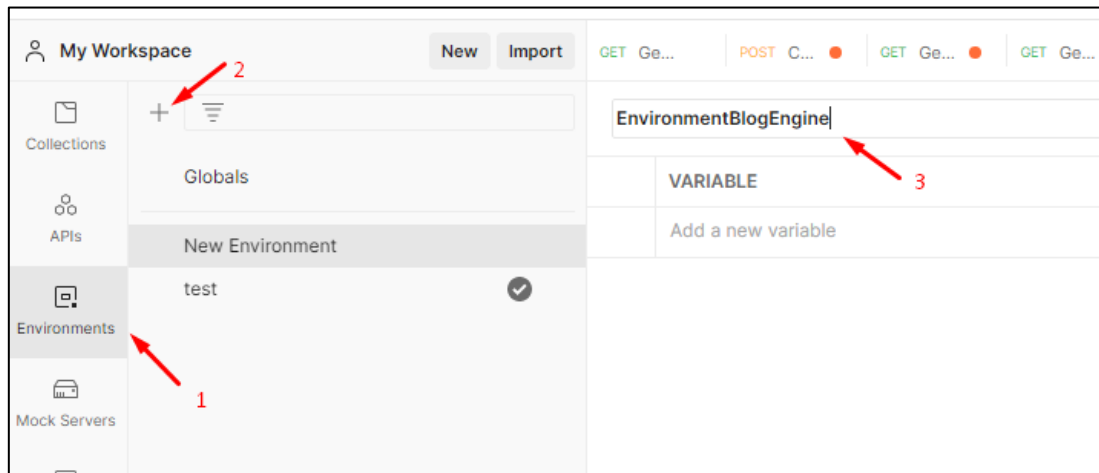 My Workspace
New
Import
GET Ge...
POST C...
GET Ge...
GET Ge...
2
Collections
EnvironmentBlogEngine
Globals
VARIABLE
3
APIs
Add a new variable
New Environment
test
Environments
1
Mock Servers